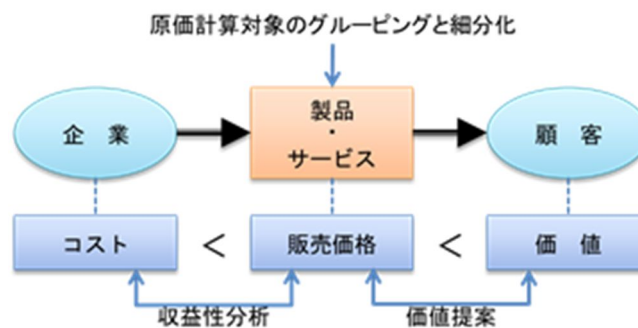 原価計算対象のグルーピングと細分化
企　業
製品
・
サービス
顧　客
コスト
＜
販売価格
＜
価　値
収益性分析
価値提案